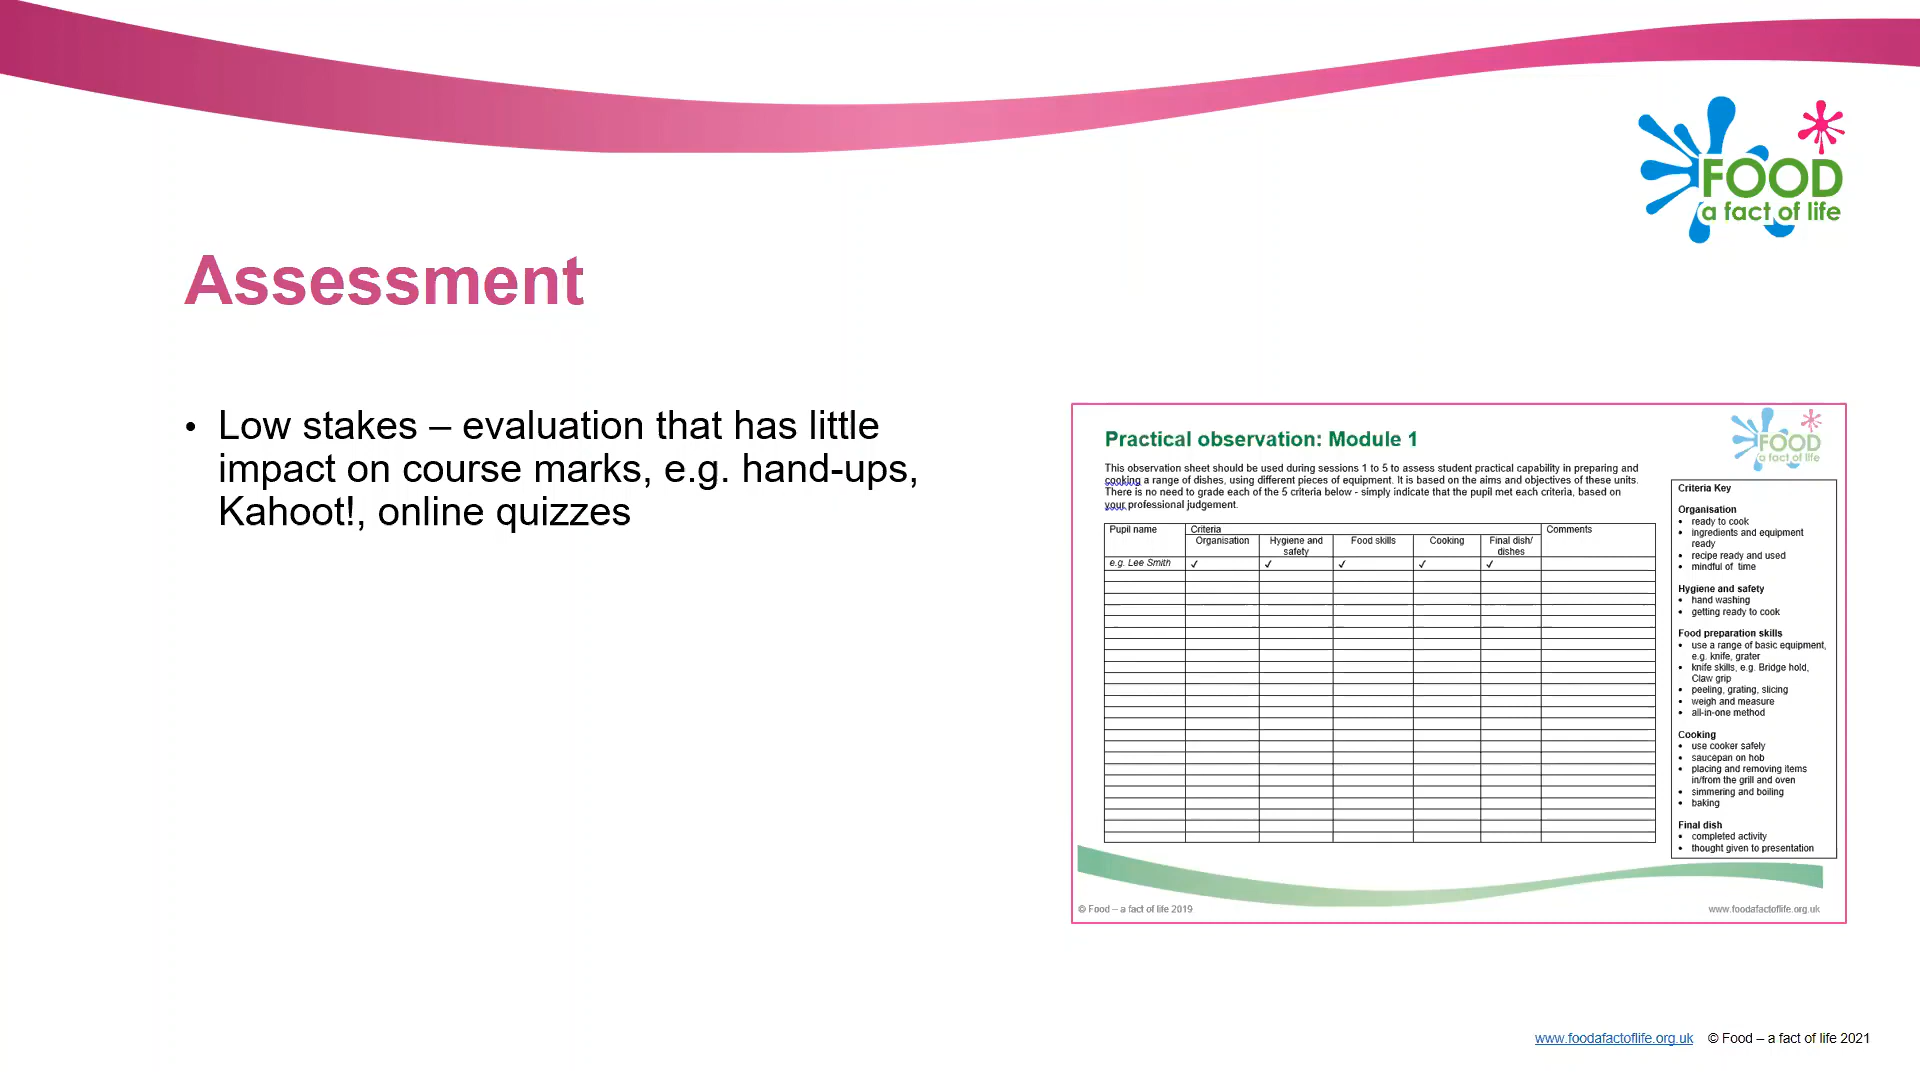 FOOD
a fact of life
Assessment
• Low stakes – evaluation that has little
impact on course marks, e.g. hand-ups,
Kahoot!, online quizzes
FOOD
a fact of life
Practical observation: Module 1
This observation sheet should be used during sessions 1 to 5 to assess student practical capability in preparing and
cooking a range of dishes, using different pieces of equipment. It is based on the aims and objectives of these units.
There is no need to grade each of the 5 criteria below - simply indicate that the pupil met each criteria, based on
your professional judgement.
Pupil name Criteria Comments
Organisation Hygiene and safety Food skills Cooking Final dish/ dishes
e.g. Lee Smith ✓ ✓ ✓ ✓ ✓
Criteria Key
Organisation
• ready to cook
• ingredients and equipment
ready
• recipe ready and used
• mindful of time
Hygiene and safety
• hand washing
• getting ready to cook
Food preparation skills
• use a range of basic equipment,
e.g. knife, grater
• knife skills, e.g. Bridge hold,
Claw grip
• peeling, grating, slicing
• weigh and measure
• all-in-one method
Cooking
• use cooker safely
• saucepan on hob
• placing and removing items
in/from the grill and oven
• simmering and boiling
• baking
Final dish
• completed activity
• thought given to presentation
© Food – a fact of life 2019 www.foodafactoflife.org.uk
www.foodafactoflife.org.uk © Food – a fact of life 2021